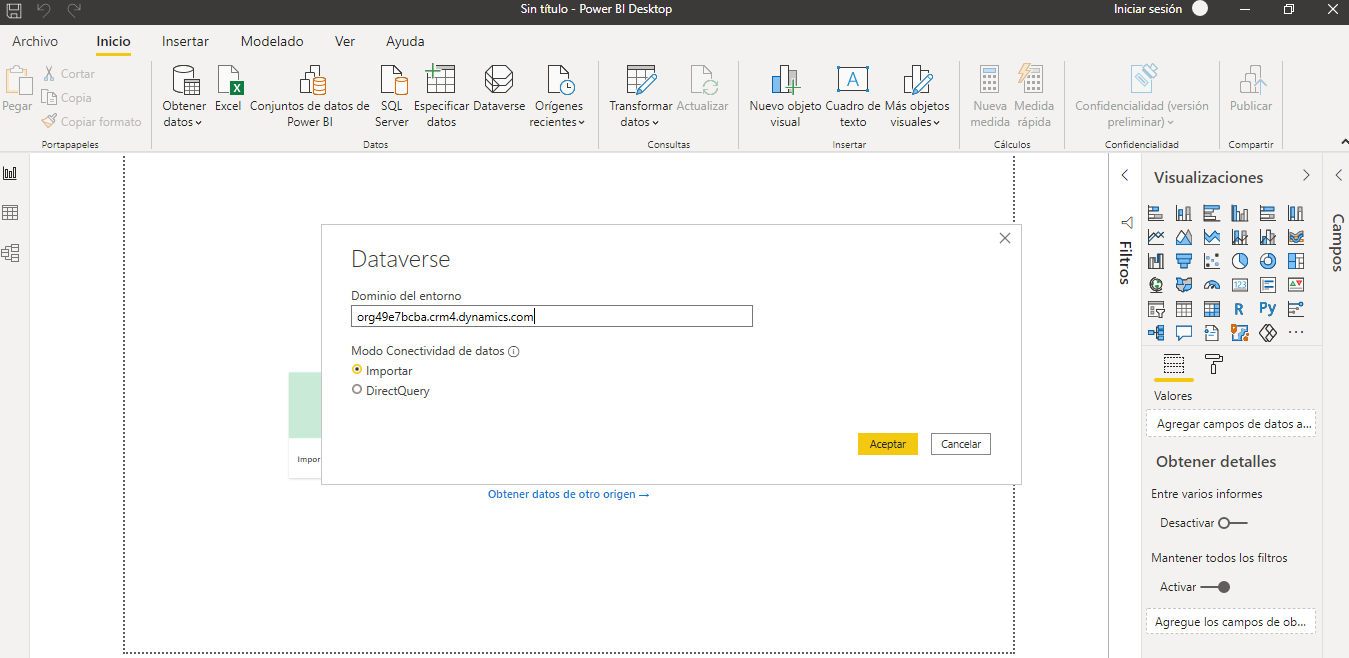 Sin título - Power BI Desktop
Iniciar sesión
Archivo
Inicio
Insertar
Modelado
Ver
Ayuda
Pegar
Cortar
Copia
Copiar formato
Portapapeles
Obtener
datos
Excel
Conjuntos de datos de
Power BI
SQL
Server
Especificar
datos
Dataverse
Orígenes
recientes
Datos
Transformar
datos
Actualizar
Consultas
Nuevo objeto
visual
Cuadro de
texto
Más objetos
visuales
Insertar
Nueva
medida
Medida
rápida
Cálculos
Confidencialidad (versión
preliminar)
Confidencialidad
Publicar
Compartir
Dataverse
Dominio del entorno
org49e7bcba.crm4.dynamics.com
Modo Conectividad de datos
Importar
DirectQuery
Aceptar
Cancelar
Impor
Obtener datos de otro origen →
Filtros
Visualizaciones
R
Py
123
Valores
Agregar campos de datos a...
Obtener detalles
Entre varios informes
Desactivar
Mantener todos los filtros
Activar
Agregue los campos de ob...
Campos